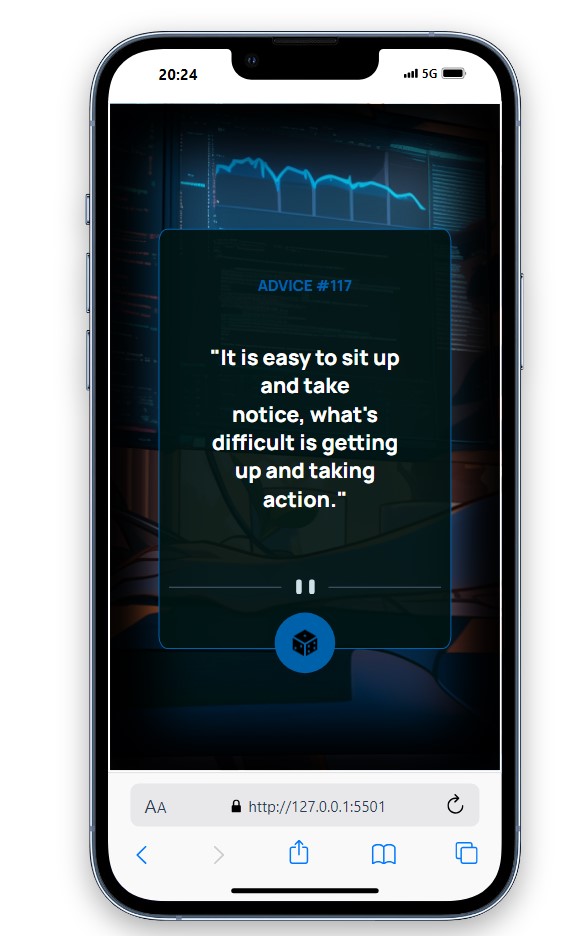 20:24
5G
ADVICE #117
"It is easy to sit up
and take
notice, what's
difficult is getting
up and taking
action."
AA
http://127.0.0.1:5501